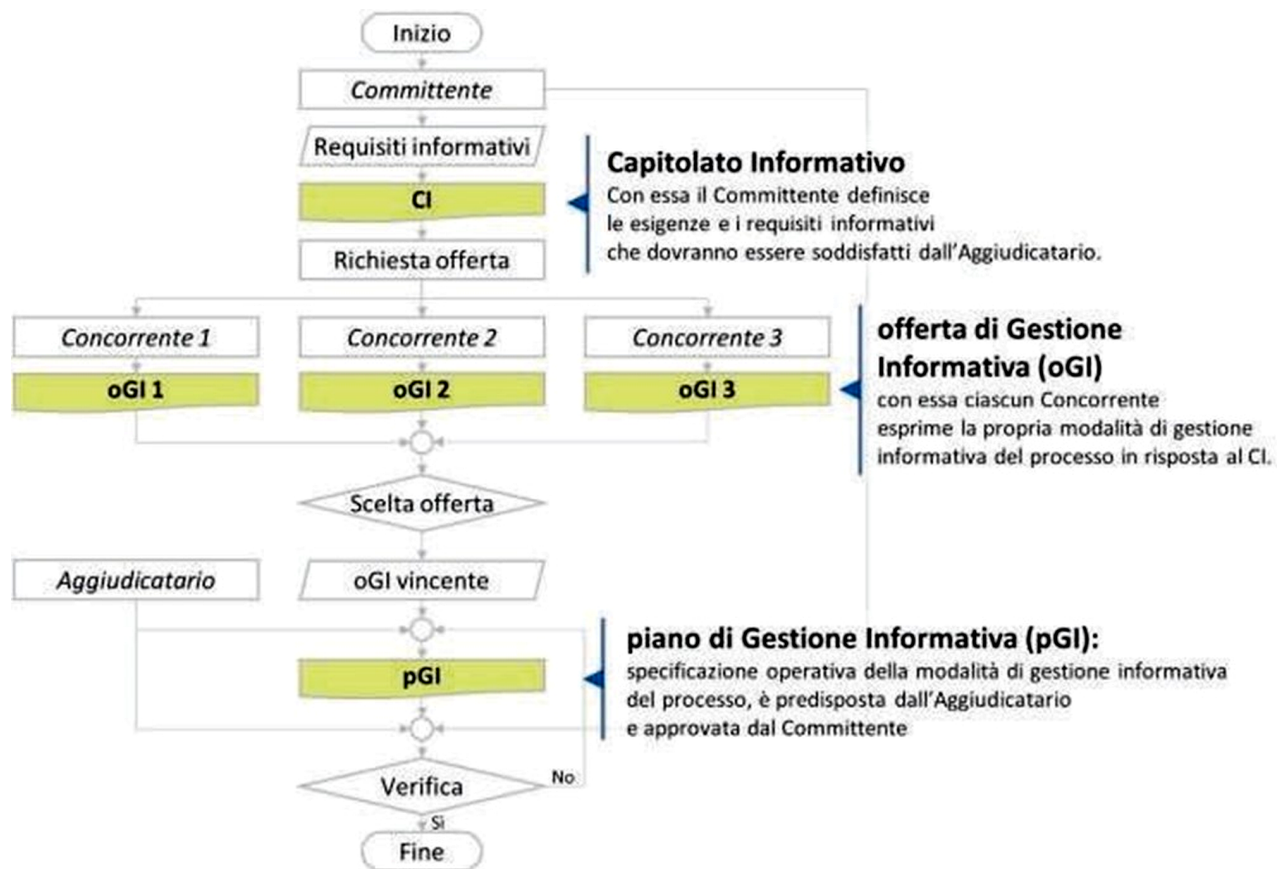 Inizio
Committente
Requisiti informativi
CI
Capitolato Informativo
Con essa il Committente definisce
le esigenze e i requisiti informativi
che dovranno essere soddisfatti dall'Aggiudicatario.
Richiesta offerta
Concorrente 1
Concorrente 2
Concorrente 3
oGI 1
oGI 2
oGI 3
offerta di Gestione
Informativa (oGI)
con essa ciascun Concorrente
esprime la propria modalità di gestione
informativa del processo in risposta al CI.
Scelta offerta
Aggiudicatario
oGI vincente
pGI
piano di Gestione Informativa (pGI):
specificazione operativa della modalità di gestione informativa
del processo, è predisposta dall'Aggiudicatario
e approvata dal Committente
Verifica
No
Sì
Fine